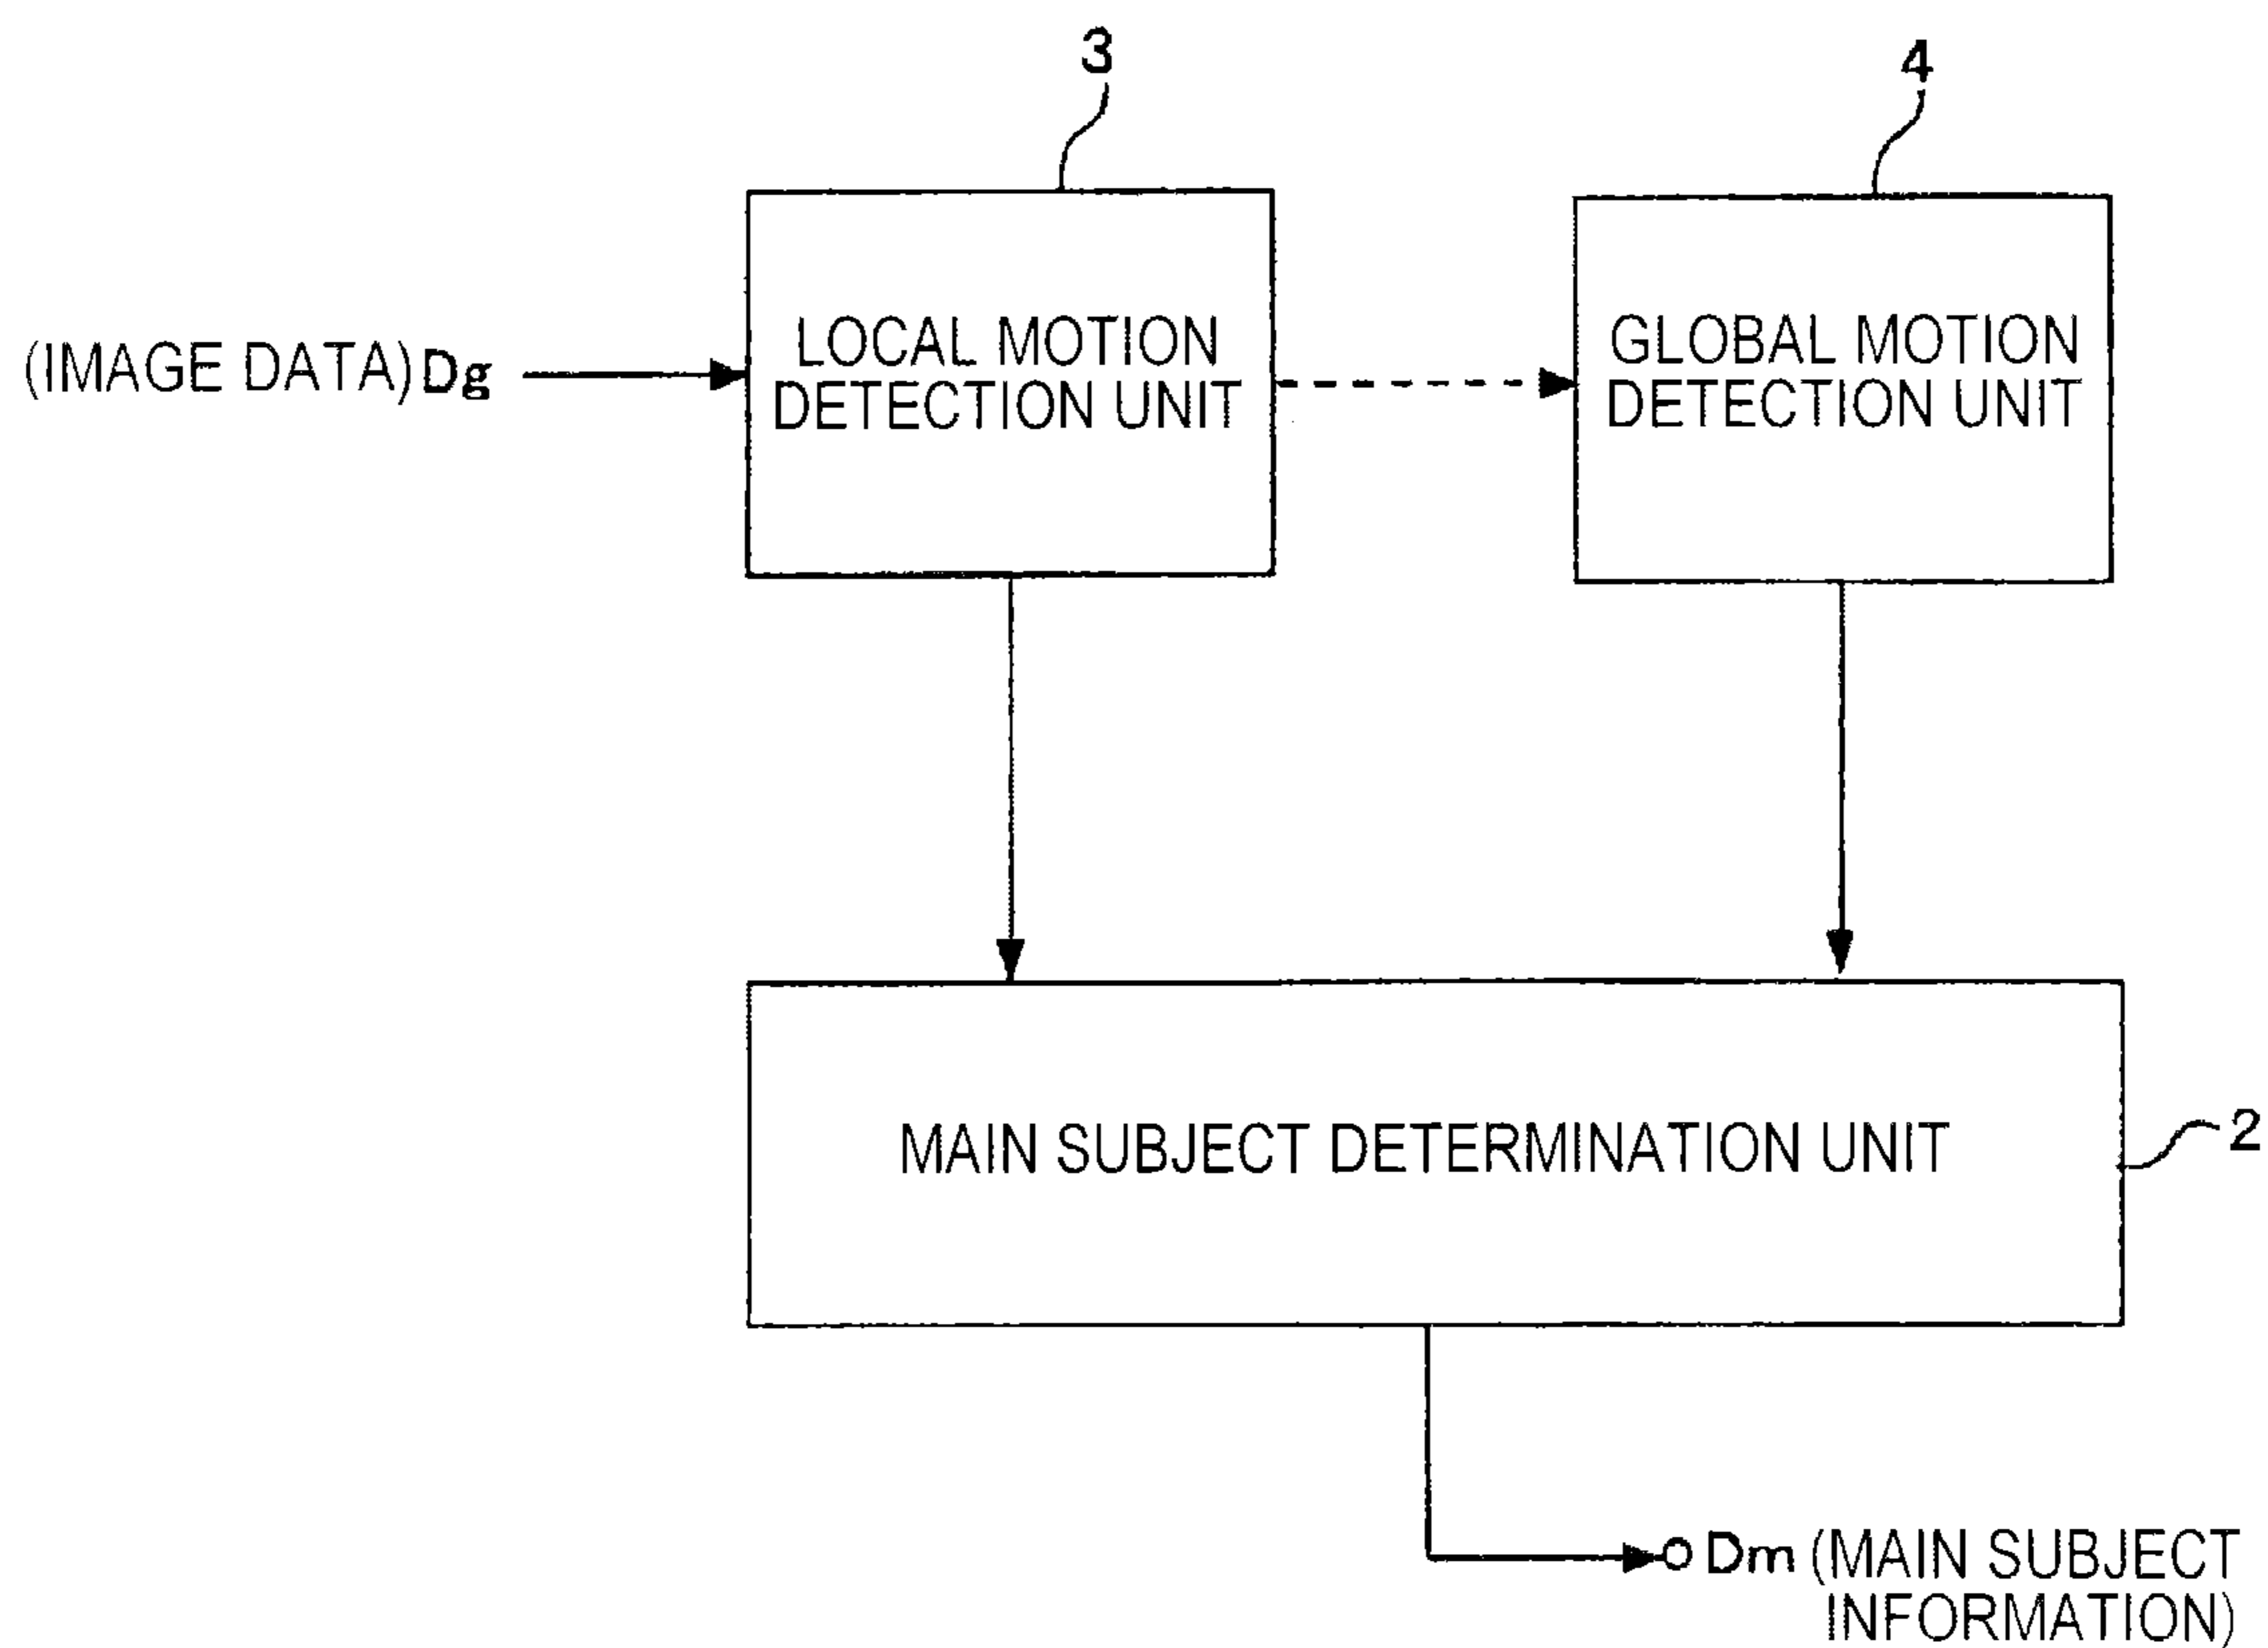 3
4
(IMAGE DATA) Dg
LOCAL MOTION
DETECTION UNIT
GLOBAL MOTION
DETECTION UNIT
MAIN SUBJECT DETERMINATION UNIT
2
Dm (MAIN SUBJECT
INFORMATION)